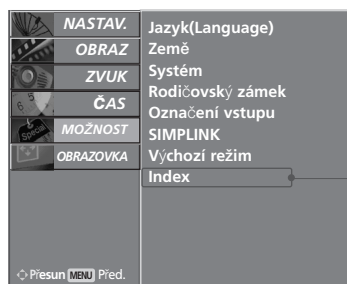 NASTAV.
OBRAZ
ZVUK
ČAS
MOŽNOST
OBRAZOVKA
Přesun MENU Před.
Jazyk(Language)
Země
Systém
Rodičovský zámek
Označení vstupu
SIMPLINK
Výchozí režim
Index